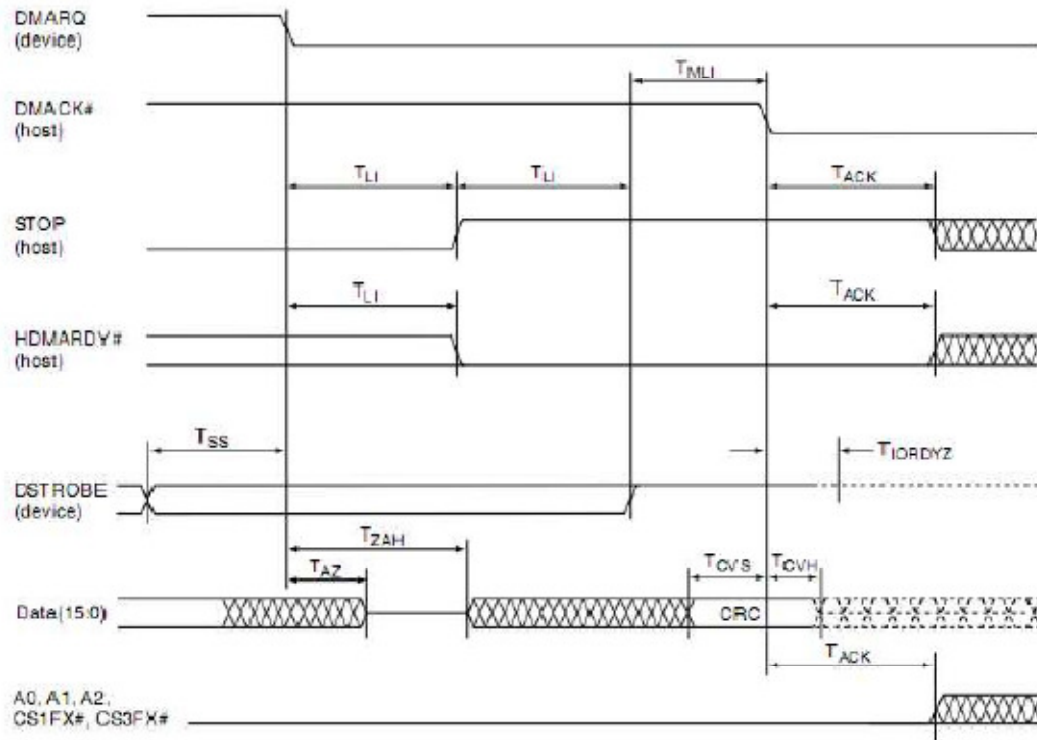 DMARQ
(device)
TMLI
DMACK#
(host)
TLI TLI TACK
STOP
(host)
TLI TACK
HDMARDY#
(host)
TSS TIORDYZ
DSTROBE
(device)
TZAH
TAZ TCVS TCVH
Data(15:0) CRC
TACK
A0, A1, A2,
CS1FX#, CS3FX#